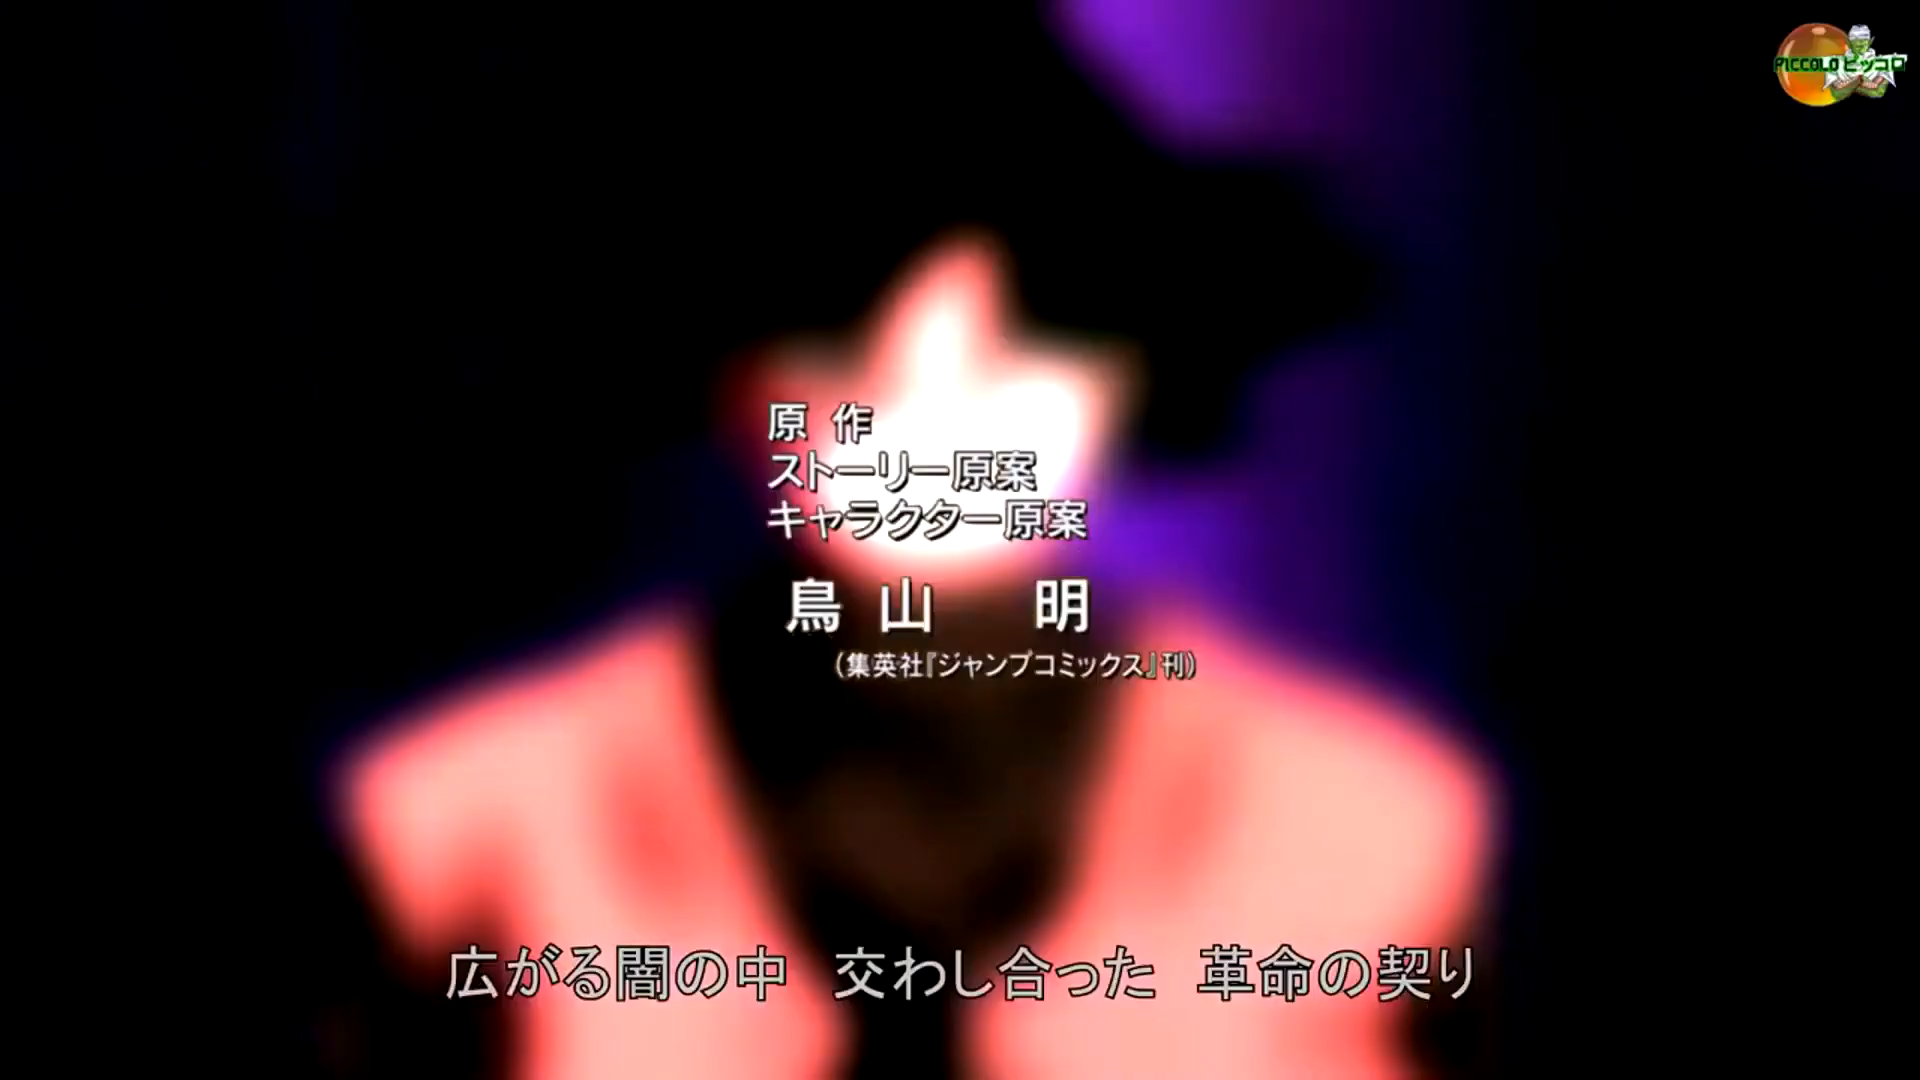 PICCOLO ピッコロ
原 作
ストーリー原案
キャラクター原案
鳥 山 明
(集英社『ジャンプコミックス』刊)
広がる闇の中 交わし合った 革命の契り